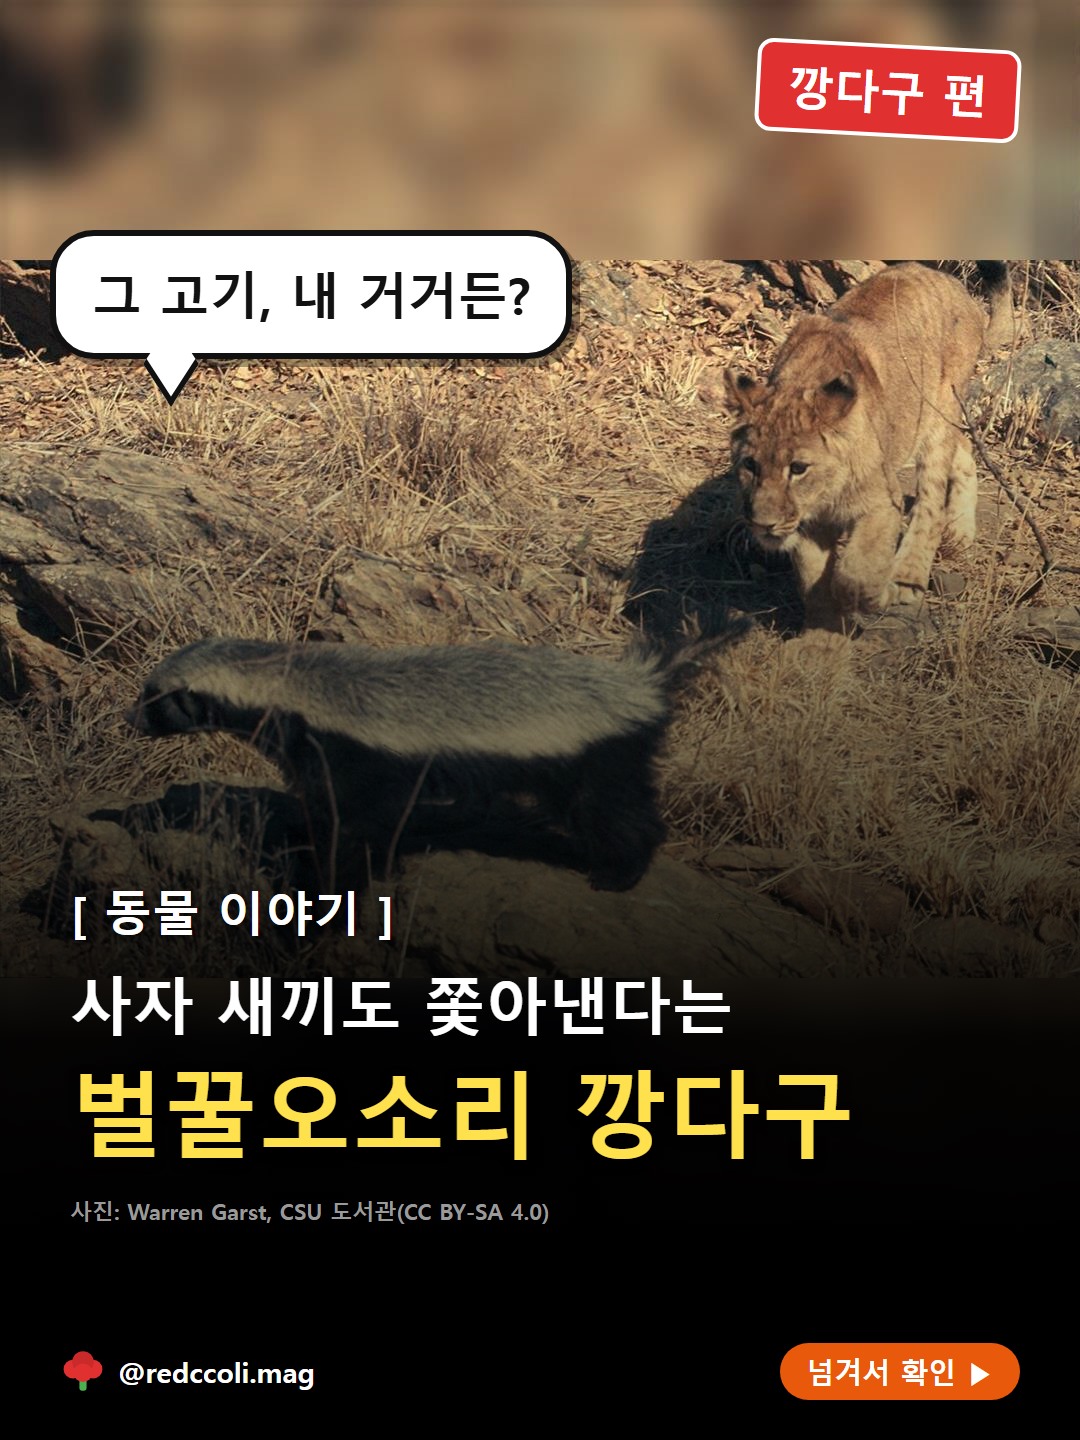 깡다구 편
그 고기, 내 거거든?
[ 동물 이야기 ]
사자 새끼도 쫓아낸다는
벌꿀오소리 깡다구
사진: Warren Garst, CSU 도서관(CC BY-SA 4.0)
@redccoli.mag
넘겨서 확인 ▶